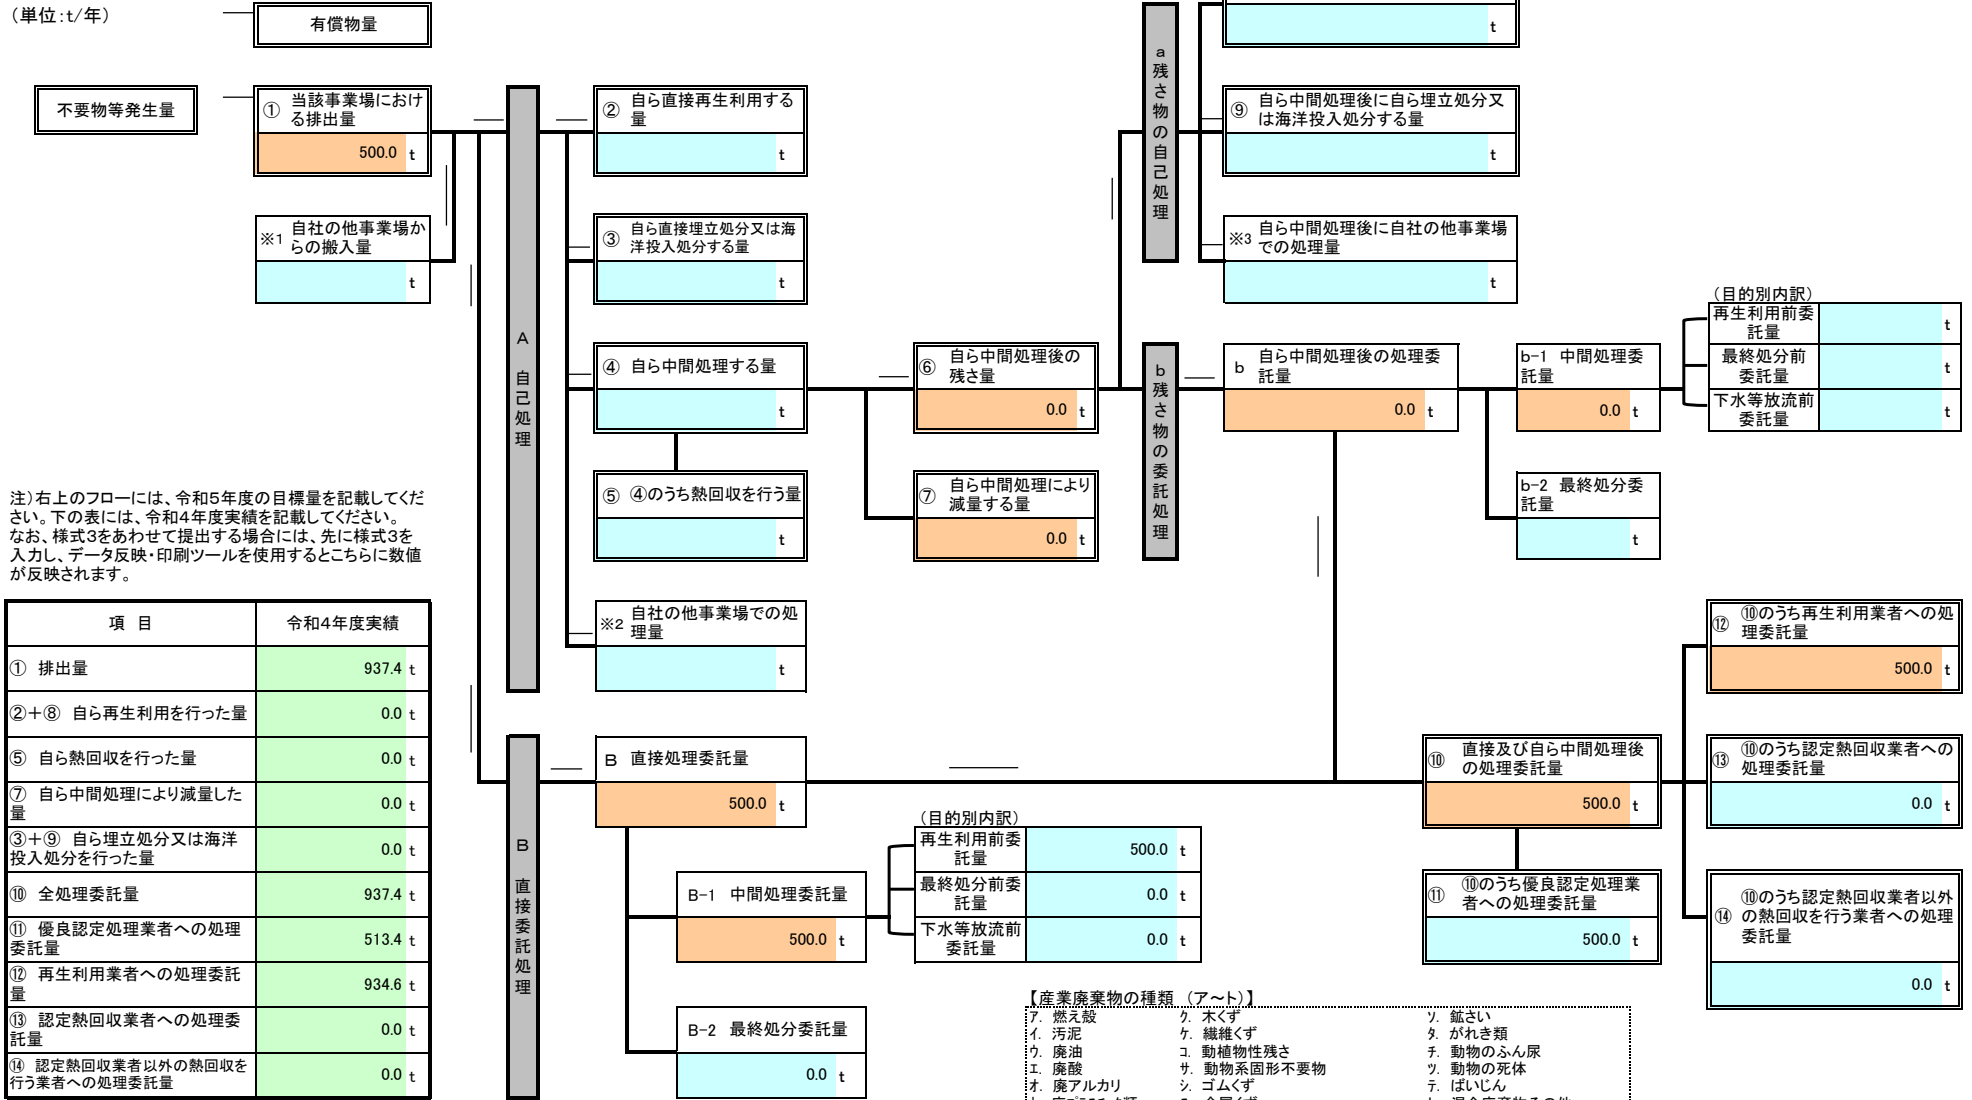 （単位：t/年）
有償物量
t
不要物等発生量
① 当該事業場におけ
る排出量
500.0 t
※1 自社の他事業場か
らの搬入量
t
A 自己処理
② 自ら直接再生利用する
量
t
③ 自ら直接埋立処分又は海
洋投入処分する量
t
④ 自ら中間処理する量
t
⑤ ④のうち熱回収を行う量
t
※2 自社の他事業場での処
理量
t
⑥ 自ら中間処理後の
残さ量
0.0 t
⑦ 自ら中間処理により
減量する量
0.0 t
a 残さ物の自己処理
⑨ 自ら中間処理後に自ら埋立処分又
は海洋投入処分する量
t
※3 自ら中間処理後に自社の他事業場
での処理量
t
b 残さ物の委託処理
b 自ら中間処理後の処理委
託量
0.0 t
b-1 中間処理委
託量
0.0 t
b-2 最終処分委
託量
t
（目的別内訳）
再生利用前委
託量
t
最終処分前
委託量
t
下水等放流前
委託量
t
注）右上のフローには、令和５年度の目標量を記載してくだ
さい。下の表には、令和４年度実績を記載してください。
なお、様式３をあわせて提出する場合には、先に様式３を
入力し、データ反映・印刷ツールを使用するとこちらに数値
が反映されます。
項 目 令和４年度実績
① 排出量 937.4 t
②＋⑧ 自ら再生利用を行った量 0.0 t
⑤ 自ら熱回収を行った量 0.0 t
⑦ 自ら中間処理により減量した
量 0.0 t
③＋⑨ 自ら埋立処分又は海洋
投入処分を行った量 0.0 t
⑩ 全処理委託量 937.4 t
⑪ 優良認定処理業者への処理
委託量 513.4 t
⑫ 再生利用業者への処理委託
量 934.6 t
⑬ 認定熱回収業者への処理委
託量 0.0 t
⑭ 認定熱回収業者以外の熱回収を
行う業者への処理委託量 0.0 t
B 直接委託処理
B 直接処理委託量
500.0 t
B-1 中間処理委託量
500.0 t
B-2 最終処分委託量
0.0 t
（目的別内訳）
再生利用前委
託量
500.0 t
最終処分前委
託量
0.0 t
下水等放流前
委託量
0.0 t
⑩ 直接及び自ら中間処理後
の処理委託量
500.0 t
⑪ ⑩のうち優良認定処理業
者への処理委託量
500.0 t
⑫ ⑩のうち再生利用業者への処
理委託量
500.0 t
⑬ ⑩のうち認定熱回収業者への
処理委託量
0.0 t
⑭ ⑩のうち認定熱回収業者以外
の熱回収を行う業者への処理
委託量
0.0 t
【産業廃棄物の種類 （ア～ト）】
ｱ. 燃え殻 ｸ. 木くず ｿ. 鉱さい
ｲ. 汚泥 ｹ. 繊維くず ﾀ. がれき類
ｳ. 廃油 ｺ. 動植物性残さ ﾁ. 動物のふん尿
ｴ. 廃酸 ｻ. 動物系固形不要物 ﾂ. 動物の死体
ｵ. 廃アルカリ ｼ. ゴムくず ﾃ. ばいじん